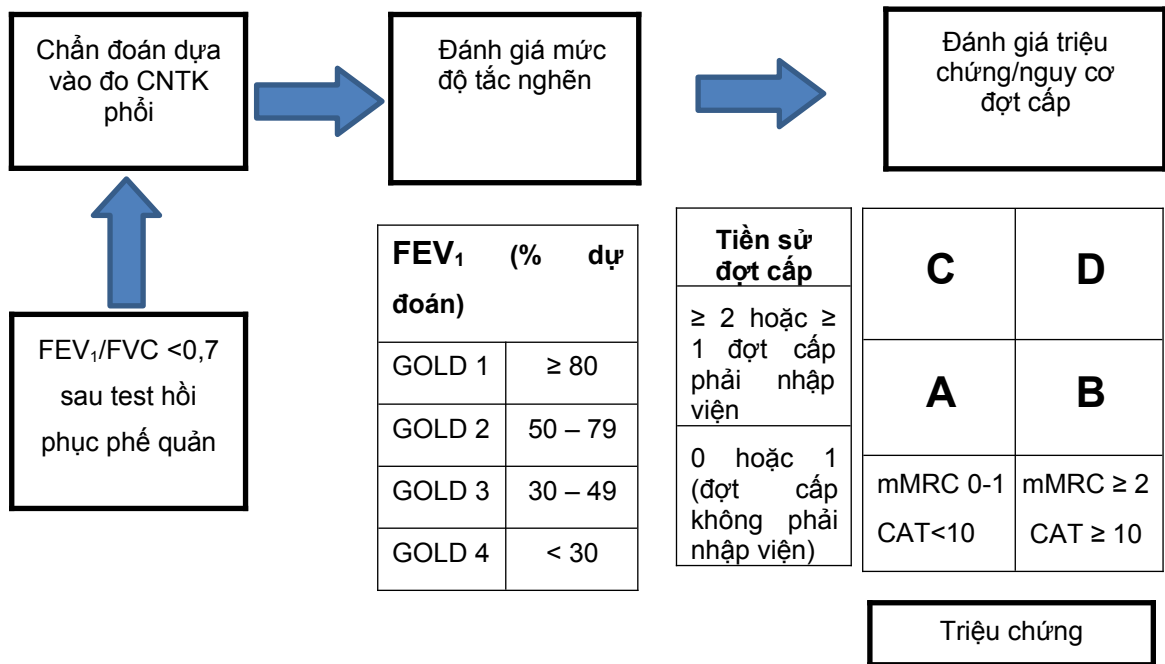 Chẩn đoán dựa
vào đo CNTK
phổi
Đánh giá mức
độ tắc nghẽn
Đánh giá triệu
chứng/nguy cơ
đợt cấp
FEV₁/FVC <0,7
sau test hồi
phục phế quản
FEV₁ (% dự
đoán)
GOLD 1 ≥ 80
GOLD 2 50 – 79
GOLD 3 30 – 49
GOLD 4 < 30
Tiền sử
đợt cấp
≥ 2 hoặc ≥
1 đợt cấp
phải nhập
viện
0 hoặc 1
(đợt cấp
không phải
nhập viện)
C D
A B
mMRC 0-1 mMRC ≥ 2
CAT<10 CAT ≥ 10
Triệu chứng